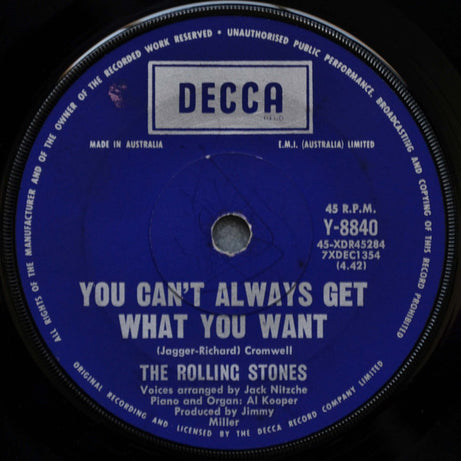 ALL RIGHTS OF THE MANUFACTURER AND OF THE OWNER OF THE RECORDED WORK RESERVED • UNAUTHORISED PUBLIC PERFORMANCE, BROADCASTING AND COPYING OF THIS RECORD PROHIBITED
DECCA
MADE IN AUSTRALIA
E.M.I. (AUSTRALIA) LIMITED
45 R.P.M.
Y-8840
45-XDR45284
7XDEC1354
(4.42)
YOU CAN'T ALWAYS GET
WHAT YOU WANT
(Jagger-Richard) Cromwell
THE ROLLING STONES
Voices arranged by Jack Nitzche
Piano and Organ: Al Kooper
Produced by Jimmy
Miller
ORIGINAL RECORDING AND LICENSED BY THE DECCA RECORD COMPANY LIMITED